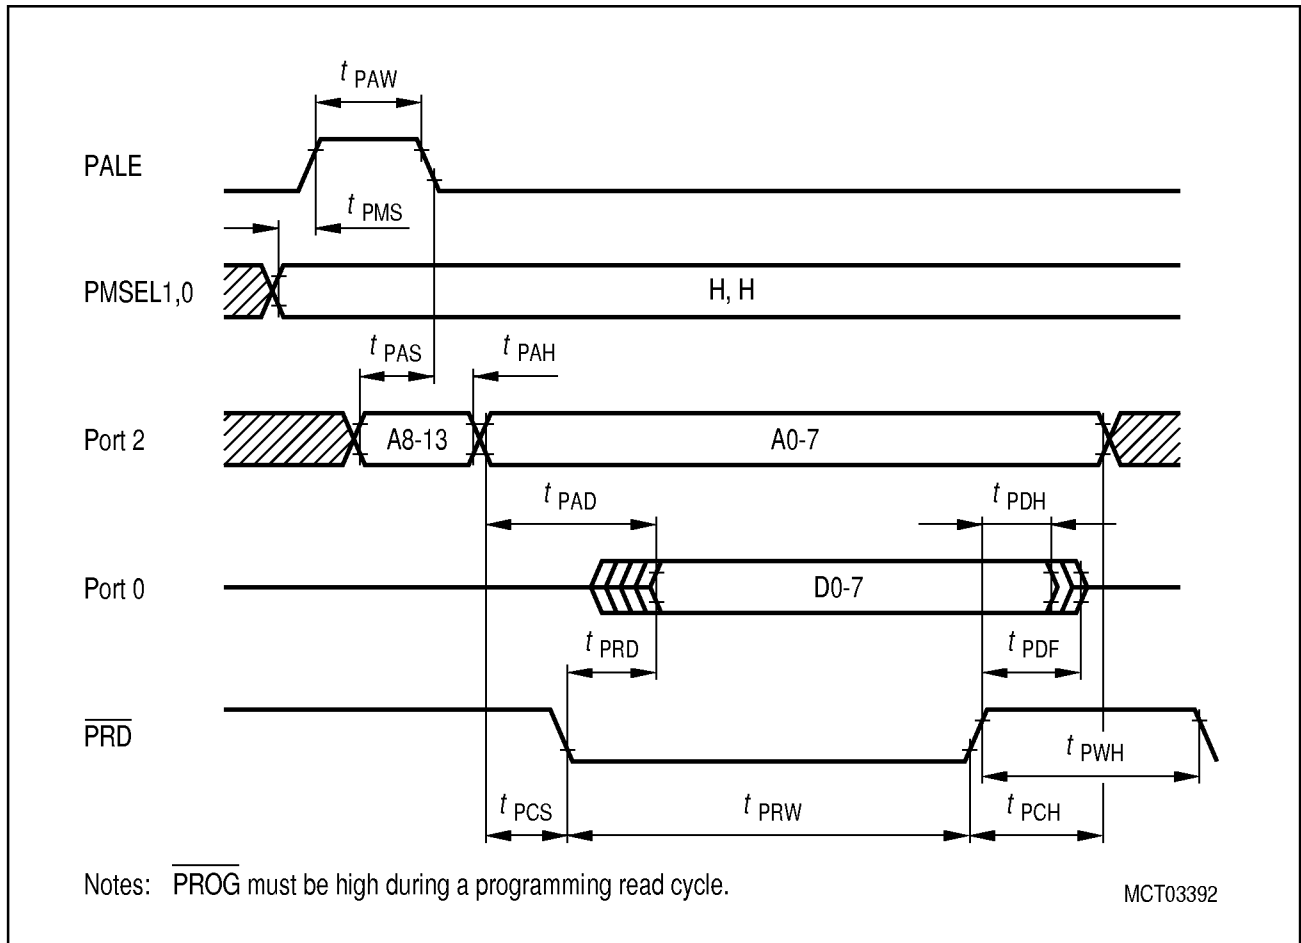 t PAW
PALE
t PMS
PMSEL1,0
H, H
t PAS
t PAH
Port 2
A8-13
A0-7
t PAD
t PDH
Port 0
D0-7
t PRD
t PDF
PRD
t PWH
t PCS
t PRW
t PCH
Notes: PROG must be high during a programming read cycle.
MCT03392